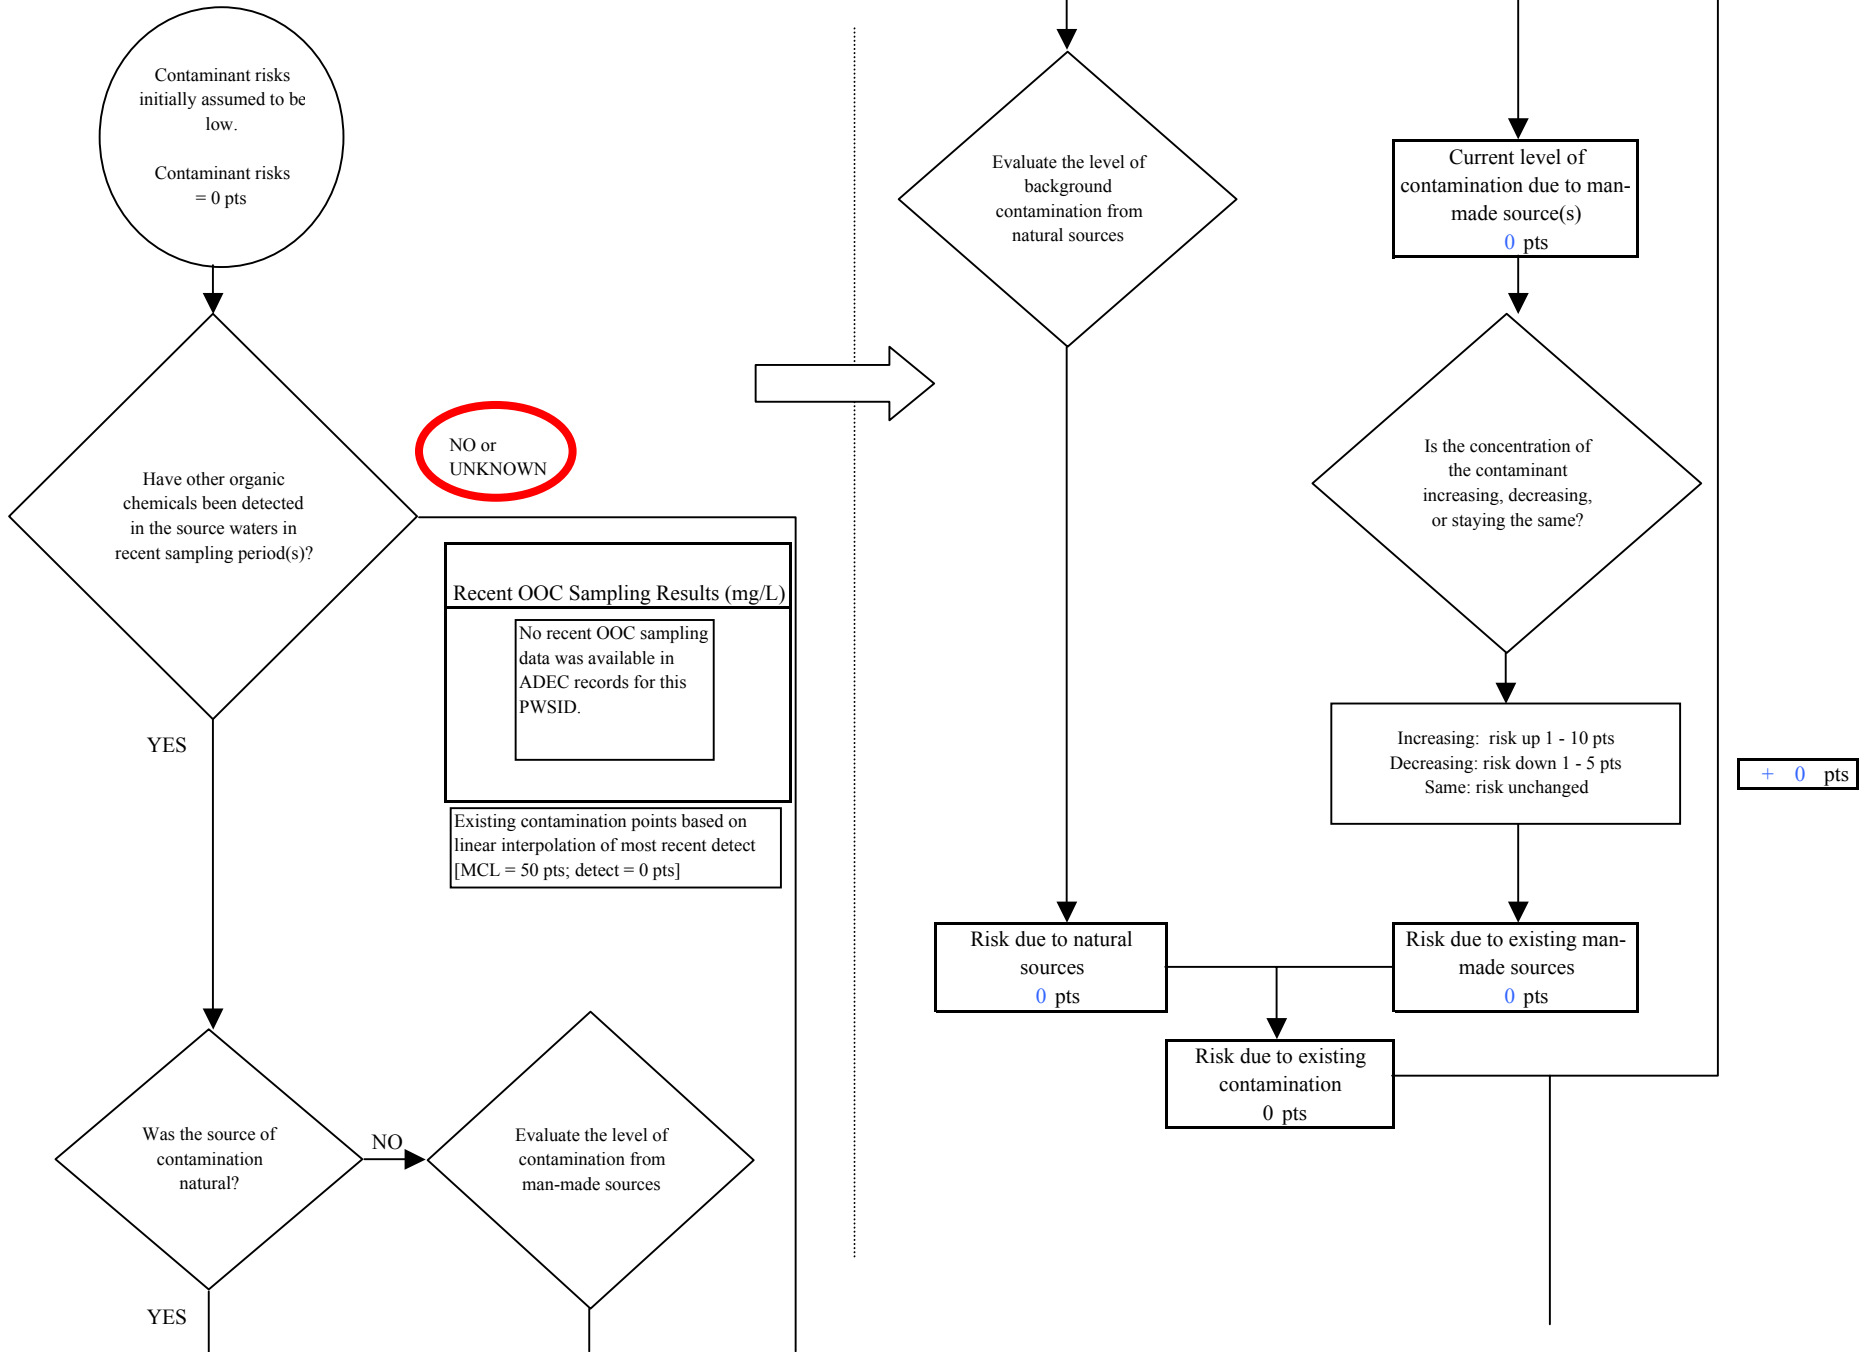 Contaminant risks
initially assumed to be
low.
Contaminant risks
= 0 pts
Have other organic
chemicals been detected
in the source waters in
recent sampling period(s)?
NO or
UNKNOWN
Recent OOC Sampling Results (mg/L)
No recent OOC sampling
data was available in
ADEC records for this
PWSID.
Existing contamination points based on
linear interpolation of most recent detect
[MCL = 50 pts; detect = 0 pts]
YES
Was the source of
contamination
natural?
NO
Evaluate the level of
contamination from
man-made sources
YES
Evaluate the level of
background
contamination from
natural sources
Current level of
contamination due to man-
made source(s)
0 pts
Is the concentration of
the contaminant
increasing, decreasing,
or staying the same?
Increasing: risk up 1 - 10 pts
Decreasing: risk down 1 - 5 pts
Same: risk unchanged
+ 0 pts
Risk due to natural
sources
0 pts
Risk due to existing man-
made sources
0 pts
Risk due to existing
contamination
0 pts